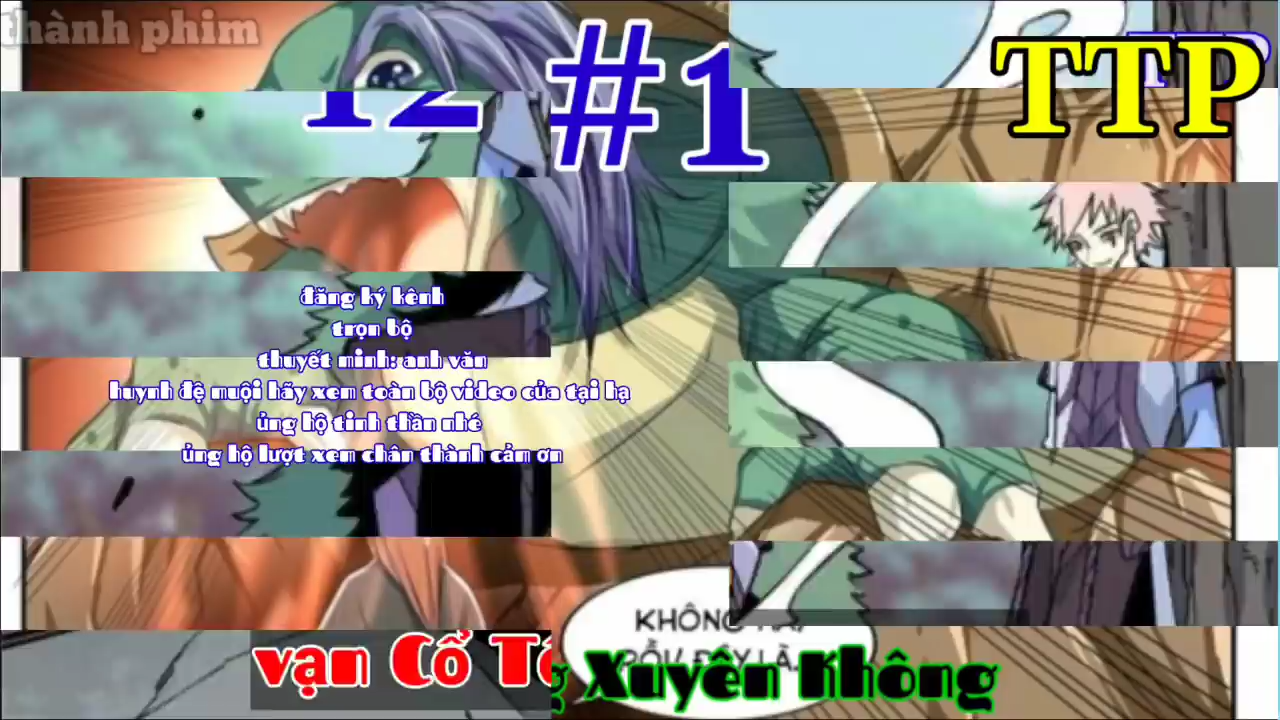 thành phim
#1
12
TTP
TTP
đăng ký kênh
trọn bộ
thuyết minh: anh văn
huynh đệ muội hãy xem toàn bộ video của tại hạ
ủng hộ tinh thần nhé
ủng hộ lượt xem chân thành cảm ơn
KHÔNG
vạn Cổ
Xuyên Không